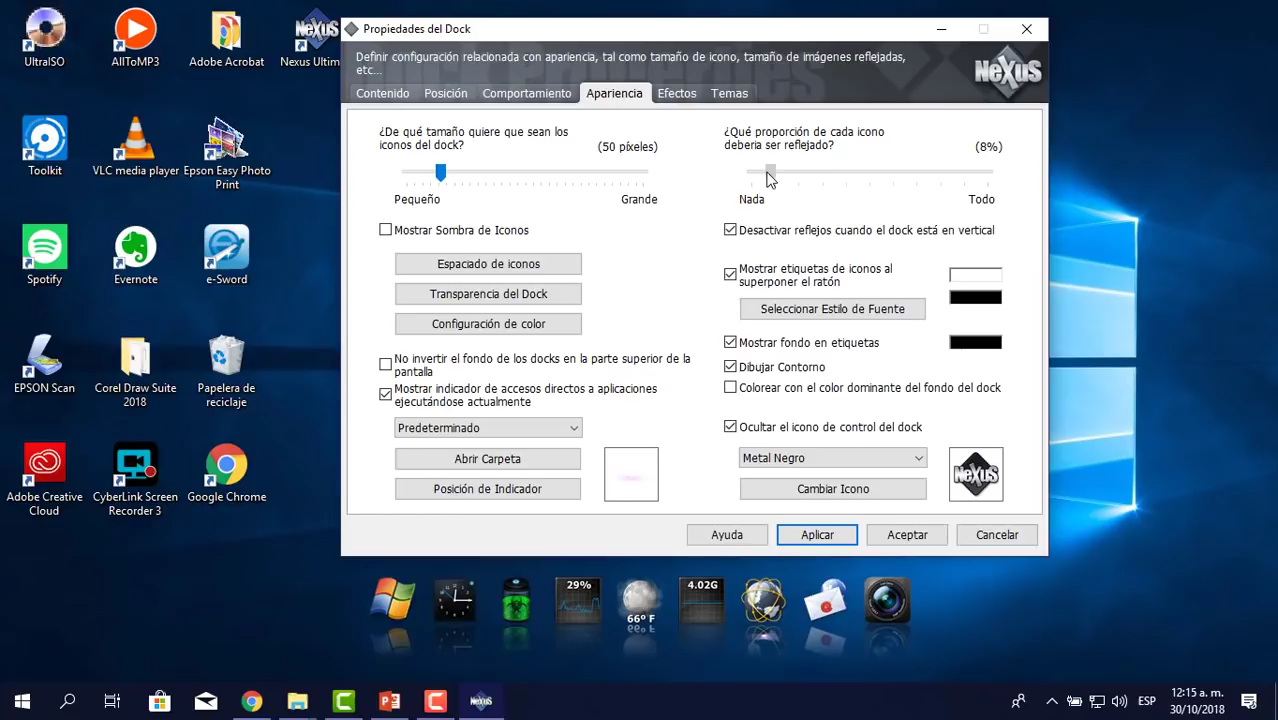 UltraISO
AllToMP3
Adobe Acrobat
Nexus Ultim
Toolkit
VLC media player
Epson Easy Photo
Print
Spotify
Evernote
e-Sword
EPSON Scan
Corel Draw Suite
2018
Papelera de
reciclaje
Adobe Creative
Cloud
CyberLink Screen
Recorder 3
Google Chrome
Propiedades del Dock
Definir configuración relacionada con apariencia, tal como tamaño de icono, tamaño de imágenes reflejadas,
etc...
NeXuS
Contenido
Posición
Comportamiento
Apariencia
Efectos
Temas
¿De qué tamaño quiere que sean los
iconos del dock?
(50 píxeles)
Pequeño
Grande
Mostrar Sombra de Iconos
Espaciado de iconos
Transparencia del Dock
Configuración de color
No invertir el fondo de los docks en la parte superior de la
pantalla
Mostrar indicador de accesos directos a aplicaciones
ejecutándose actualmente
Predeterminado
Abrir Carpeta
Posición de Indicador
¿Qué proporción de cada icono
deberia ser reflejado?
(8%)
Nada
Todo
Desactivar reflejos cuando el dock está en vertical
Mostrar etiquetas de iconos al
superponer el ratón
Seleccionar Estilo de Fuente
Mostrar fondo en etiquetas
Dibujar Contorno
Colorear con el color dominante del fondo del dock
Ocultar el icono de control del dock
Metal Negro
Cambiar Icono
NeXuS
Ayuda
Aplicar
Aceptar
Cancelar
29%
66° F
4.02G
ESP
12:15 a. m.
30/10/2018